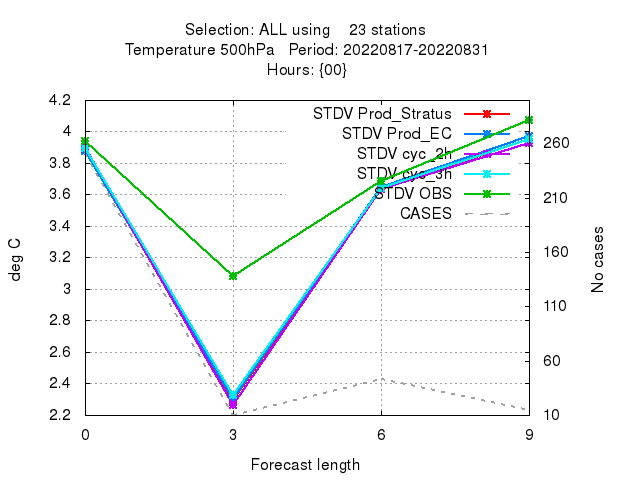 Selection: ALL using 23 stations
Temperature 500hPa Period: 20220817-20220831
Hours: {00}
4.2
4
3.8
3.6
3.4
3.2
3
2.8
2.6
2.4
2.2
deg C
STDV Prod_Stratus
STDV Prod_EC
STDV cyc_2h
STDV cyc_3h
STDV OBS
CASES
260
210
160
110
60
10
No cases
0 3 6 9
Forecast length